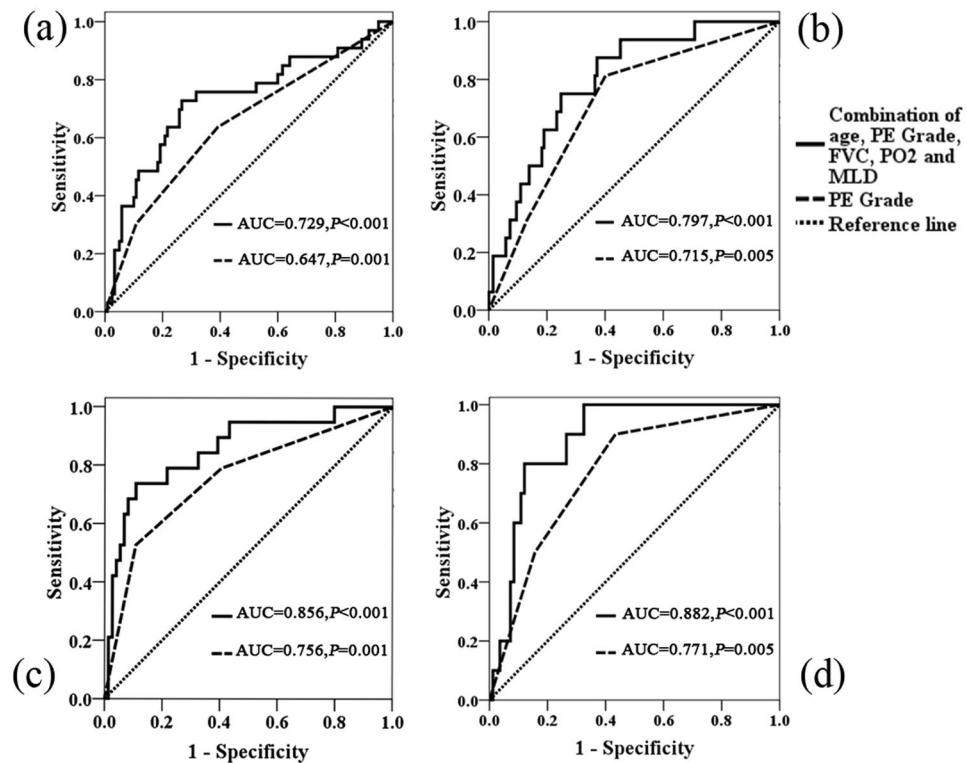 (a)
1.0
0.8
0.6
0.4
0.2
0.0
Sensitivity
AUC=0.729,P<0.001
AUC=0.647,P=0.001
0.0 0.2 0.4 0.6 0.8 1.0
1 - Specificity
(b)
1.0
0.8
0.6
0.4
0.2
0.0
Sensitivity
AUC=0.797,P<0.001
AUC=0.715,P=0.005
0.0 0.2 0.4 0.6 0.8 1.0
1 - Specificity
Combination of
age, PE Grade,
FVC, PO2 and
MLD
PE Grade
Reference line
(c)
1.0
0.8
0.6
0.4
0.2
0.0
Sensitivity
AUC=0.856,P<0.001
AUC=0.756,P=0.001
0.0 0.2 0.4 0.6 0.8 1.0
1 - Specificity
(d)
1.0
0.8
0.6
0.4
0.2
0.0
Sensitivity
AUC=0.882,P<0.001
AUC=0.771,P=0.005
0.0 0.2 0.4 0.6 0.8 1.0
1 - Specificity